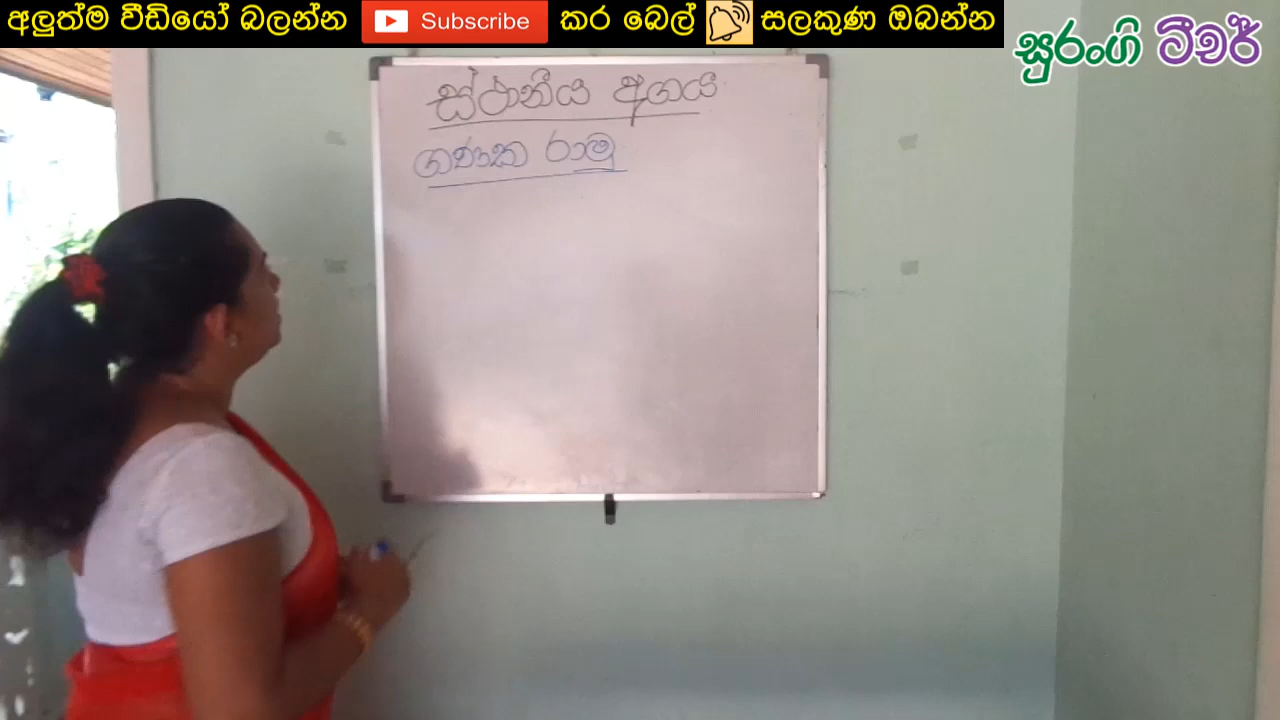 අලුත්ම වීඩියෝ බලන්න Subscribe කර බෙල් සලකුණ ඔබන්න
සුරංගි ටීචර්
ස්ථානීය අගය
ගණක රාමු